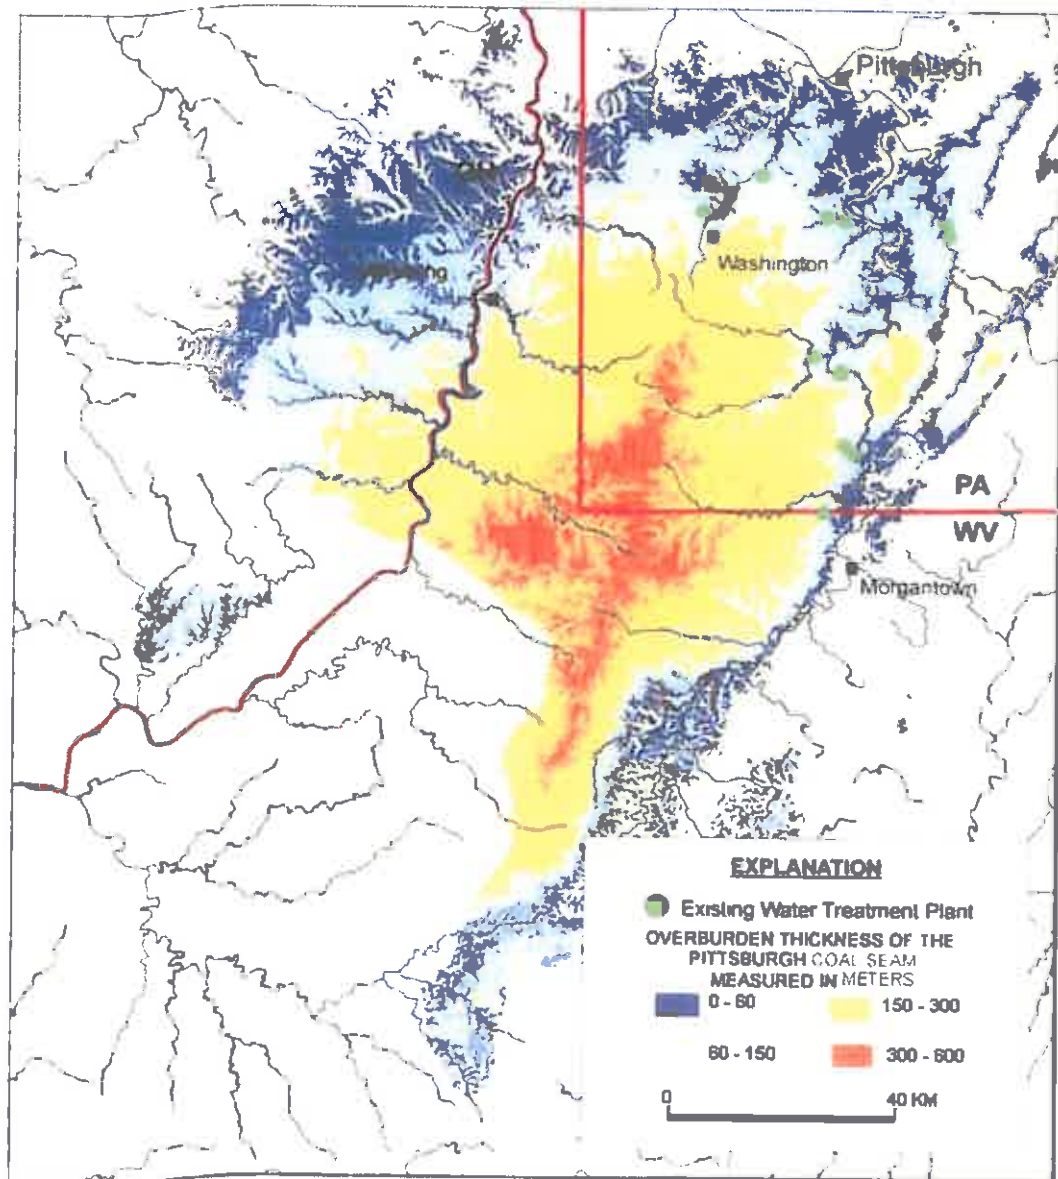 Pittsburgh
Washington
PA
WV
Morgantown
EXPLANATION
Existing Water Treatment Plant
OVERBURDEN THICKNESS OF THE
PITTSBURGH COAL SEAM
MEASURED IN METERS
0 - 60 150 - 300
60 - 150 300 - 600
0 40 KM